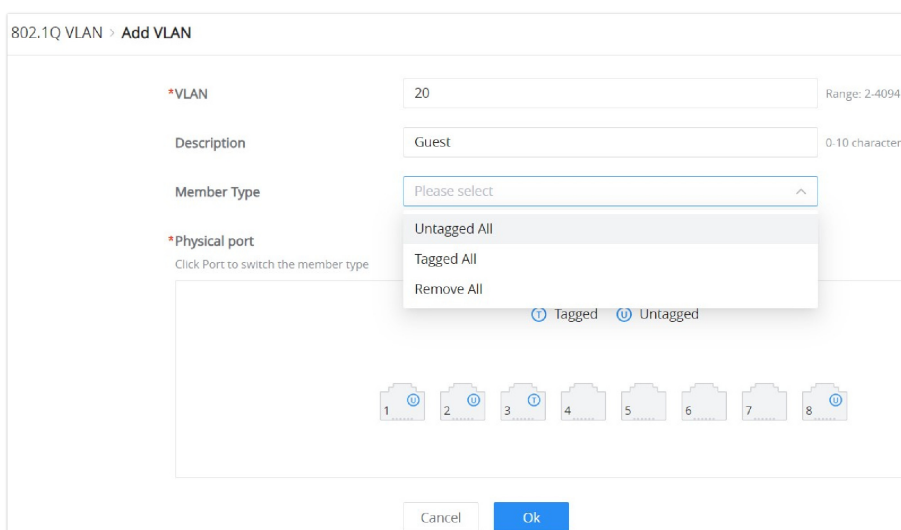 802.1Q VLAN > Add VLAN
*VLAN 20 Range: 2-4094
Description Guest 0-10 character
Member Type Please select
Untagged All
*Physical port
Tagged All
Click Port to switch the member type
Remove All
T Tagged U Untagged
1 U 2 U 3 T 4 5 6 7 8 U
Cancel Ok